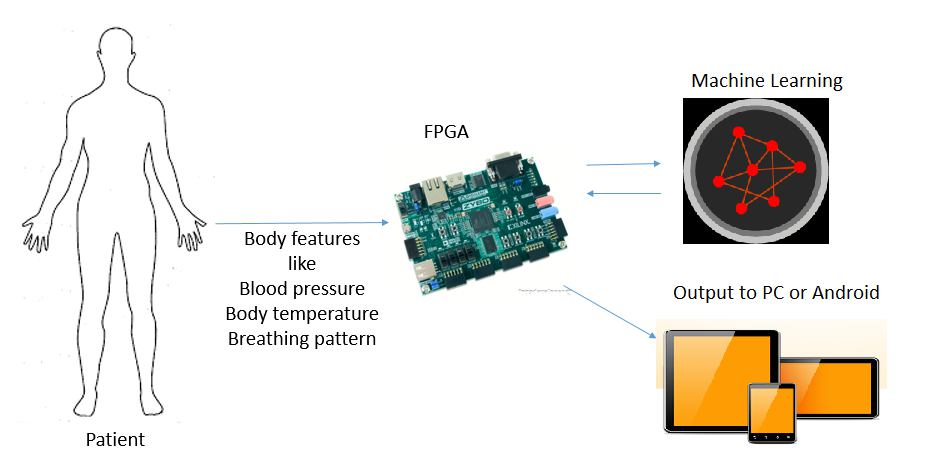 Machine Learning
FPGA
ZYBO
XILINX
Body features
like
Blood pressure
Body temperature
Breathing pattern
Output to PC or Android
Patient